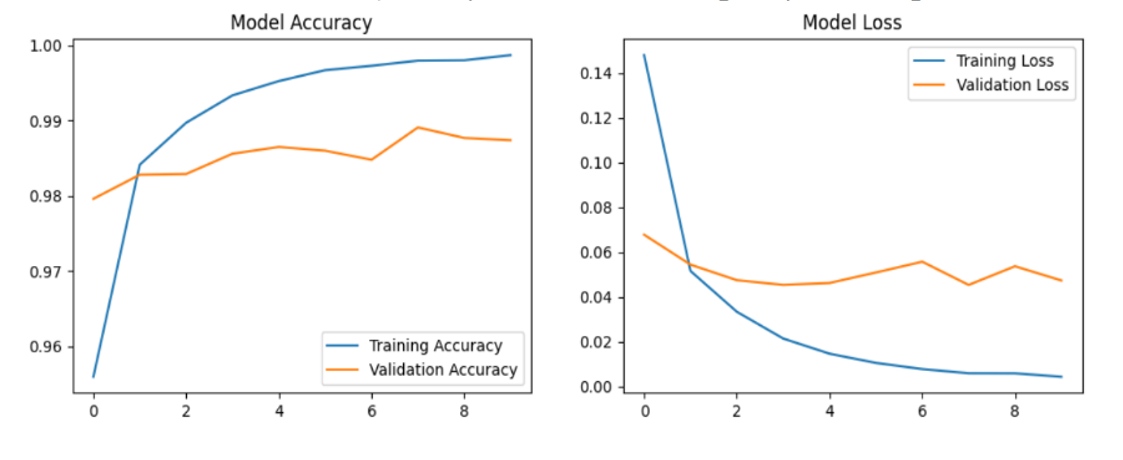 Model Accuracy
1.00
0.99
0.98
0.97
0.96
Training Accuracy
Validation Accuracy
0 2 4 6 8
Model Loss
0.14
0.12
0.10
0.08
0.06
0.04
0.02
0.00
Training Loss
Validation Loss
0 2 4 6 8